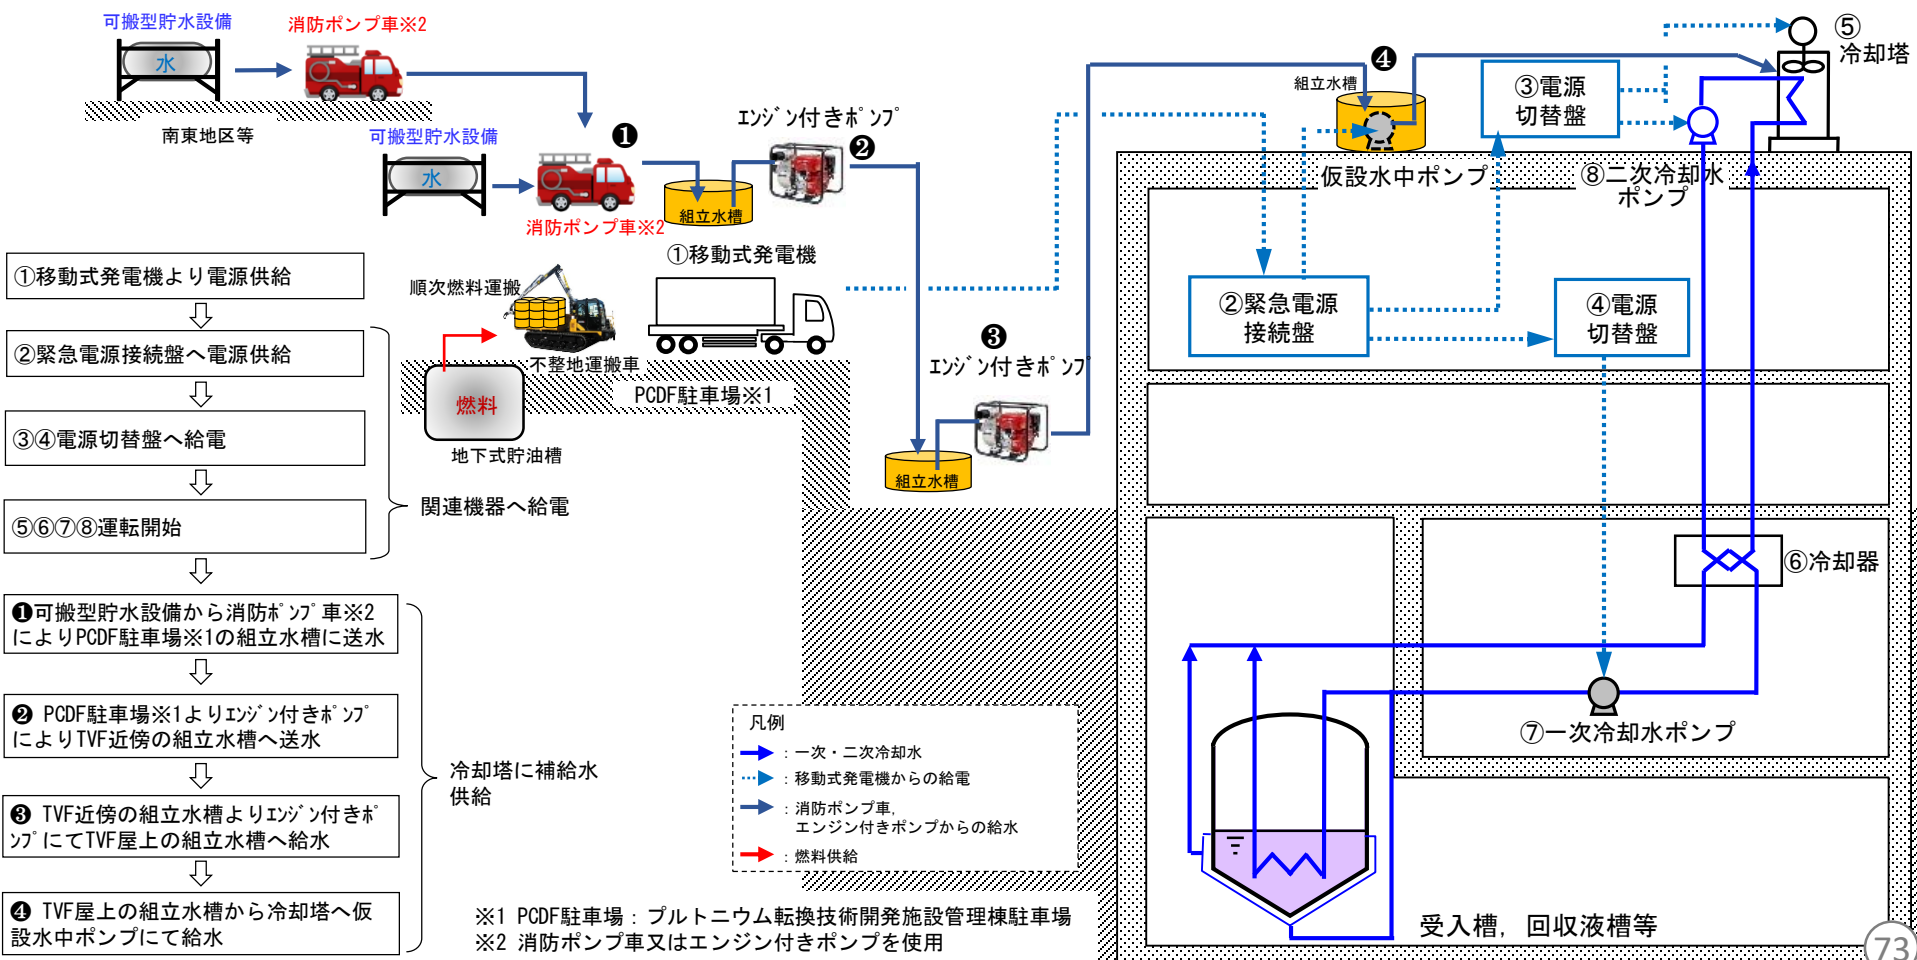 可搬型貯水設備
消防ポンプ車※2
水
南東地区等
可搬型貯水設備
水
消防ポンプ車※2
❶
組立水槽
エンジン付きポンプ
❷
①移動式発電機
順次燃料運搬
不整地運搬車
PCDF駐車場※1
燃料
地下式貯油槽
❸
エンジン付きポンプ
組立水槽
❹
組立水槽
仮設水中ポンプ
③電源
切替盤
⑤
冷却塔
⑧二次冷却水
ポンプ
②緊急電源
接続盤
④電源
切替盤
⑥冷却器
⑦一次冷却水ポンプ
受入槽，回収液槽等
①移動式発電機より電源供給
②緊急電源接続盤へ電源供給
③④電源切替盤へ給電
⑤⑥⑦⑧運転開始
関連機器へ給電
❶可搬型貯水設備から消防ポンプ車※2
によりPCDF駐車場※1の組立水槽に送水
❷ PCDF駐車場※1よりエンジン付きポンプ
によりTVF近傍の組立水槽へ送水
❸ TVF近傍の組立水槽よりエンジン付きポ
ンプにてTVF屋上の組立水槽へ給水
❹ TVF屋上の組立水槽から冷却塔へ仮
設水中ポンプにて給水
冷却塔に補給水
供給
凡例
：一次・二次冷却水
：移動式発電機からの給電
：消防ポンプ車，
エンジン付きポンプからの給水
：燃料供給
※1 PCDF駐車場：プルトニウム転換技術開発施設管理棟駐車場
※2 消防ポンプ車又はエンジン付きポンプを使用
73